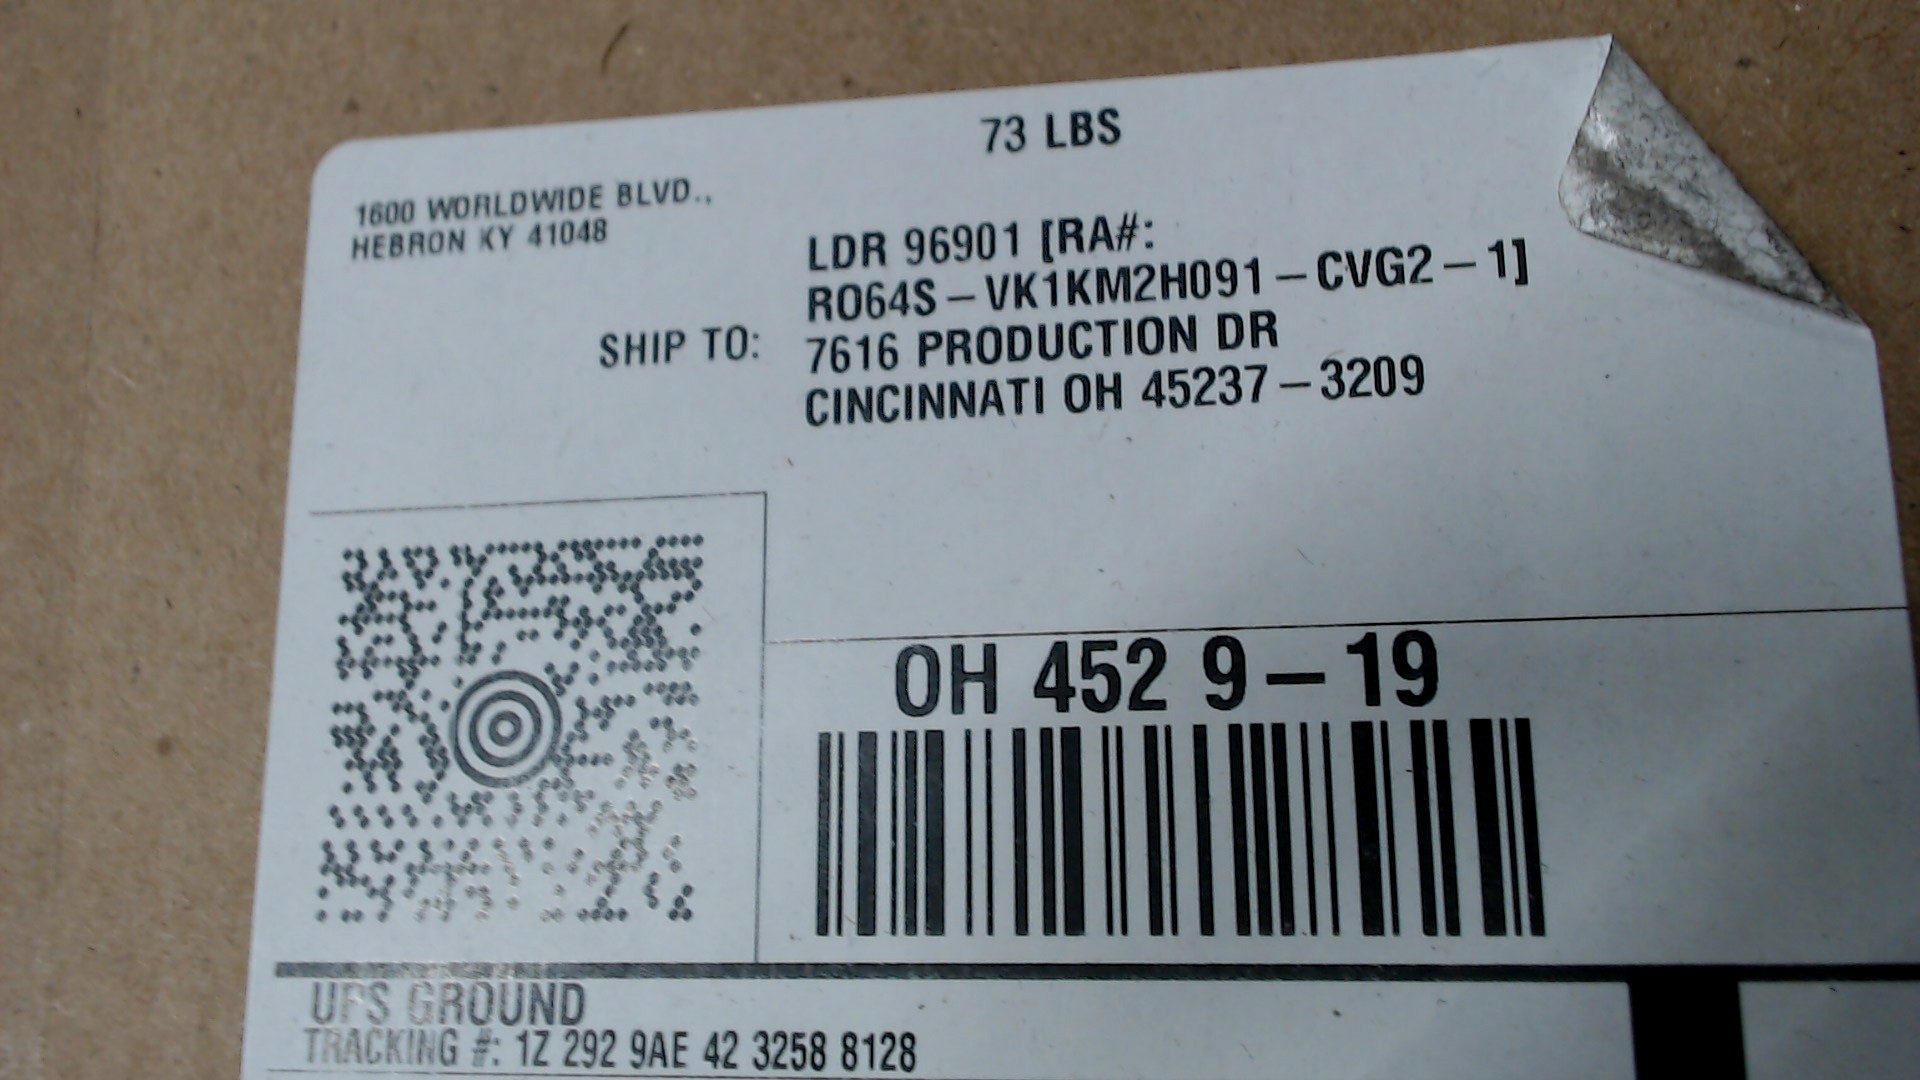 73 LBS
1600 WORLDWIDE BLVD.,
HEBRON KY 41048
LDR 96901 [RA#:
RO64S-VK1KM2H091-CVG2-1]
SHIP TO: 7616 PRODUCTION DR
CINCINNATI OH 45237-3209
OH 452 9-19
UPS GROUND
TRACKING #: 1Z 292 9AE 42 3258 8128